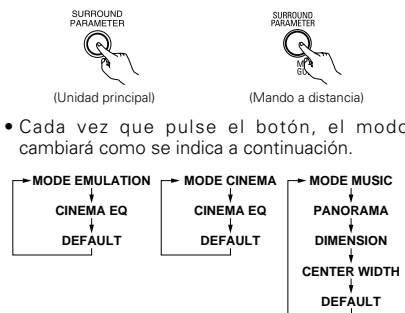 SURROUND
PARAMETER
SURROUND
PARAMETER
(Unidad principal)
(Mando a distancia)
• Cada vez que pulse el botón, el modo
cambiará como se indica a continuación.
MODE EMULATION
CINEMA EQ
DEFAULT
MODE CINEMA
CINEMA EQ
DEFAULT
MODE MUSIC
PANORAMA
DIMENSION
CENTER WIDTH
DEFAULT